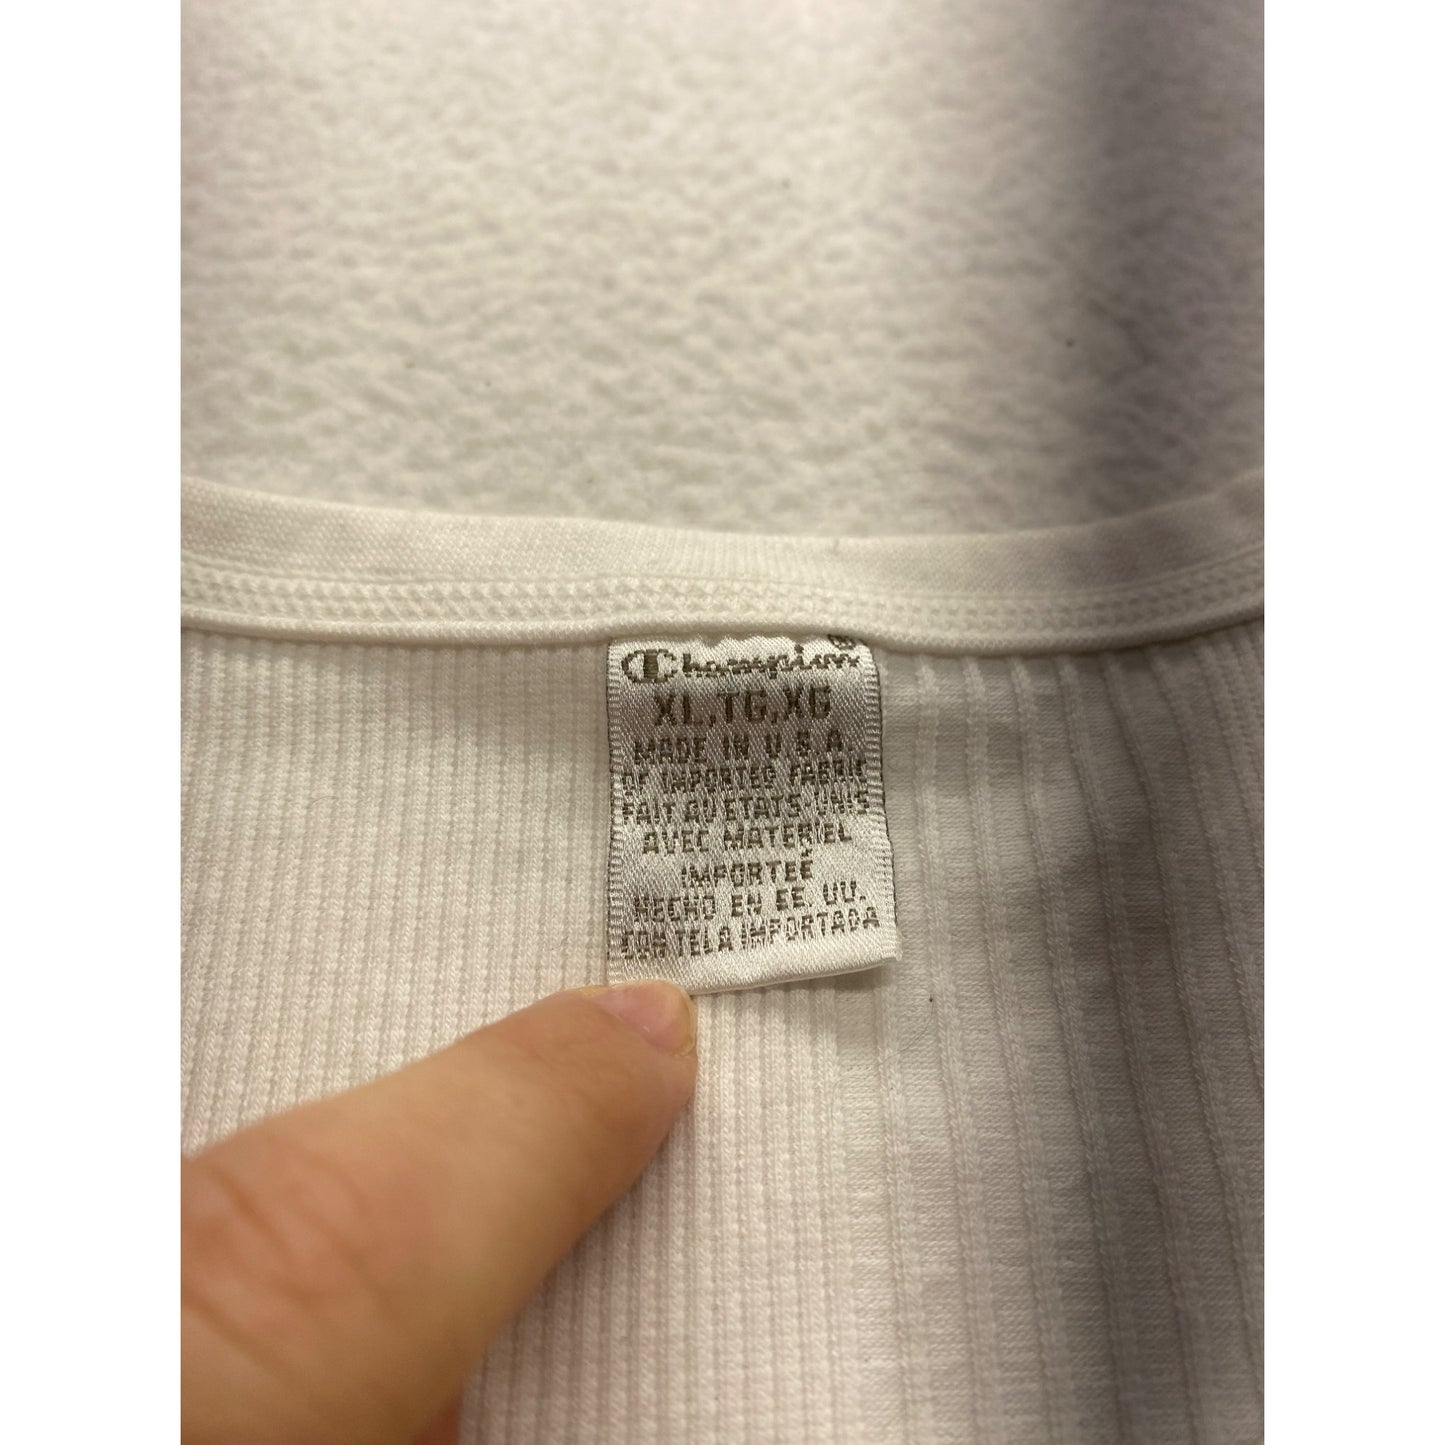 Champion®
XL,TG,XG
MADE IN U.S.A.
OF IMPORTED FABRIC
FAIT AU ETATS-UNIS
AVEC MATERIEL
IMPORTEÉ
HECHO EN EE. UU.
CON TELA IMPORTADA